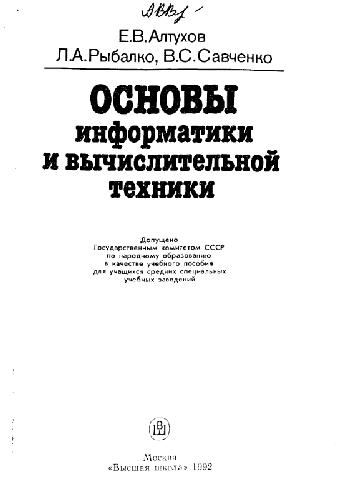 Е.В.Алтухов
Л.А.Рыбалко, В.С.Савченко
ОСНОВЫ
информатики
и вычислительной
техники
Допущено
Государственным комитетом СССР
по народному образованию
в качестве учебного пособия
для учащихся средних специальных
учебных заведений
Москва
«Высшая школа» 1992